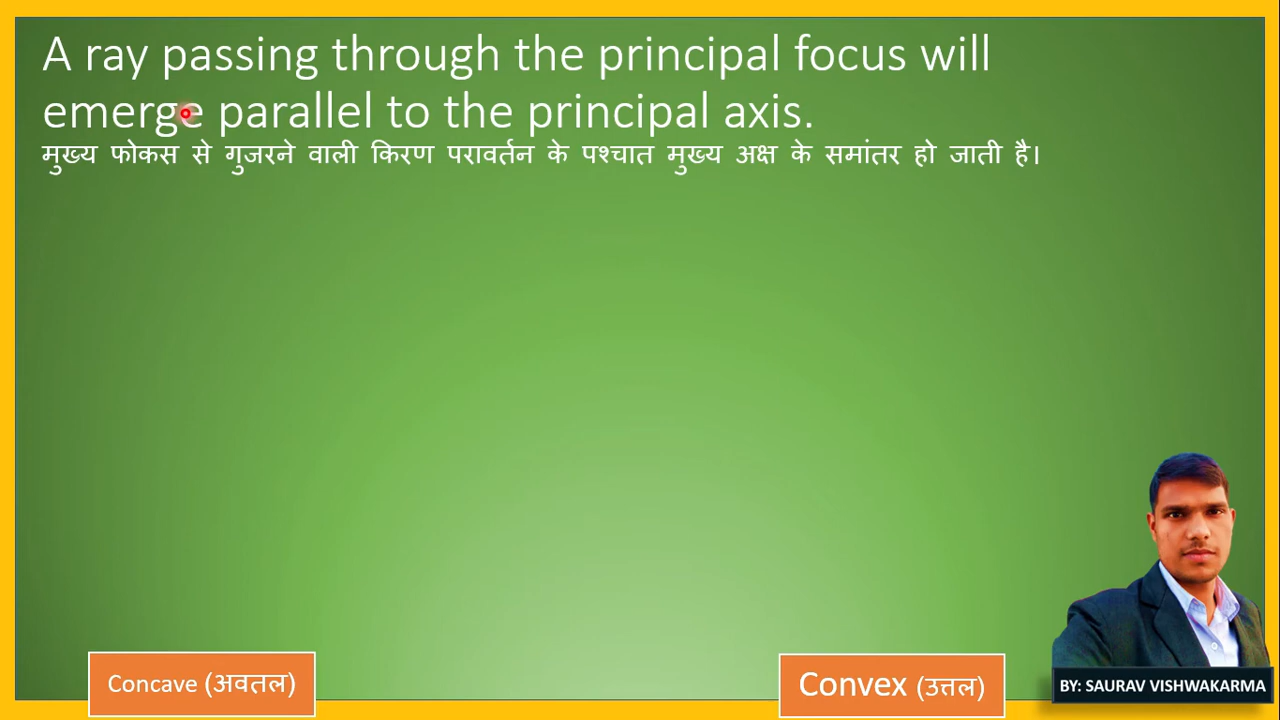 A ray passing through the principal focus will
emerge parallel to the principal axis.
मुख्य फोकस से गुजरने वाली किरण परावर्तन के पश्चात मुख्य अक्ष के समांतर हो जाती है।
Concave (अवतल)
Convex (उत्तल)
BY: SAURAV VISHWAKARMA